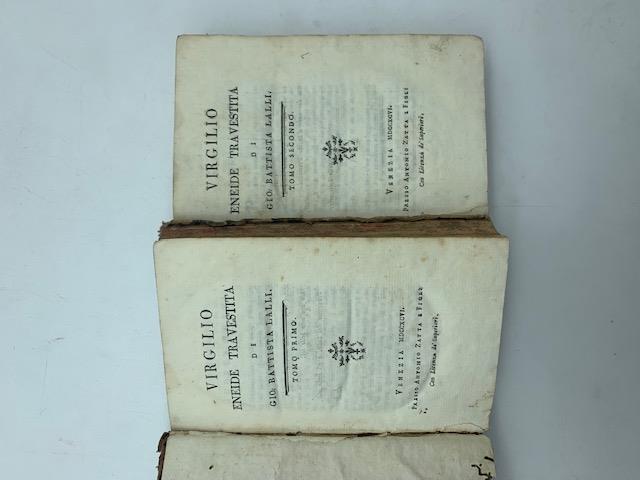 VIRGILIO
ENEIDE TRAVESTITA
DI
GIO: BATTISTA LALLI.
TOMO SECONDO.
VENEZIA MDCCXCVI.
PRESSO ANTONIO ZATTA E FIGLI
Con Licenza de' Superiori.
VIRGILIO
ENEIDE TRAVESTITA
DI
GIO: BATTISTA LALLI.
TOMO PRIMO.
VENEZIA MDCCXCVI.
PRESSO ANTONIO ZATTA E FIGLI
Con Licenza de' Superiori.